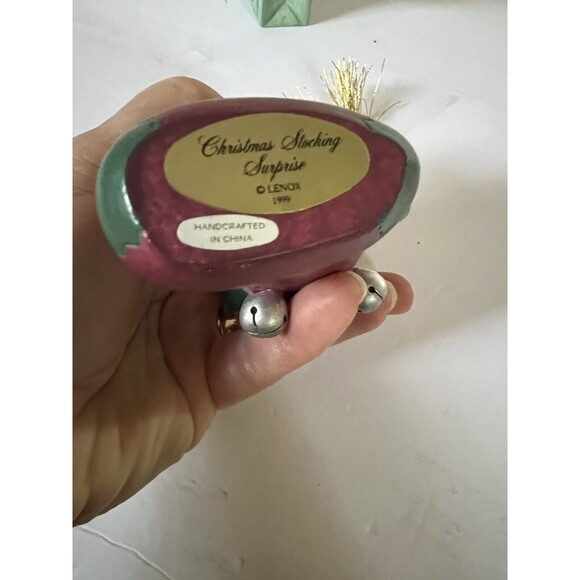 Christmas Stocking
Surprise
© LENOX
1999
HANDCRAFTED
IN CHINA